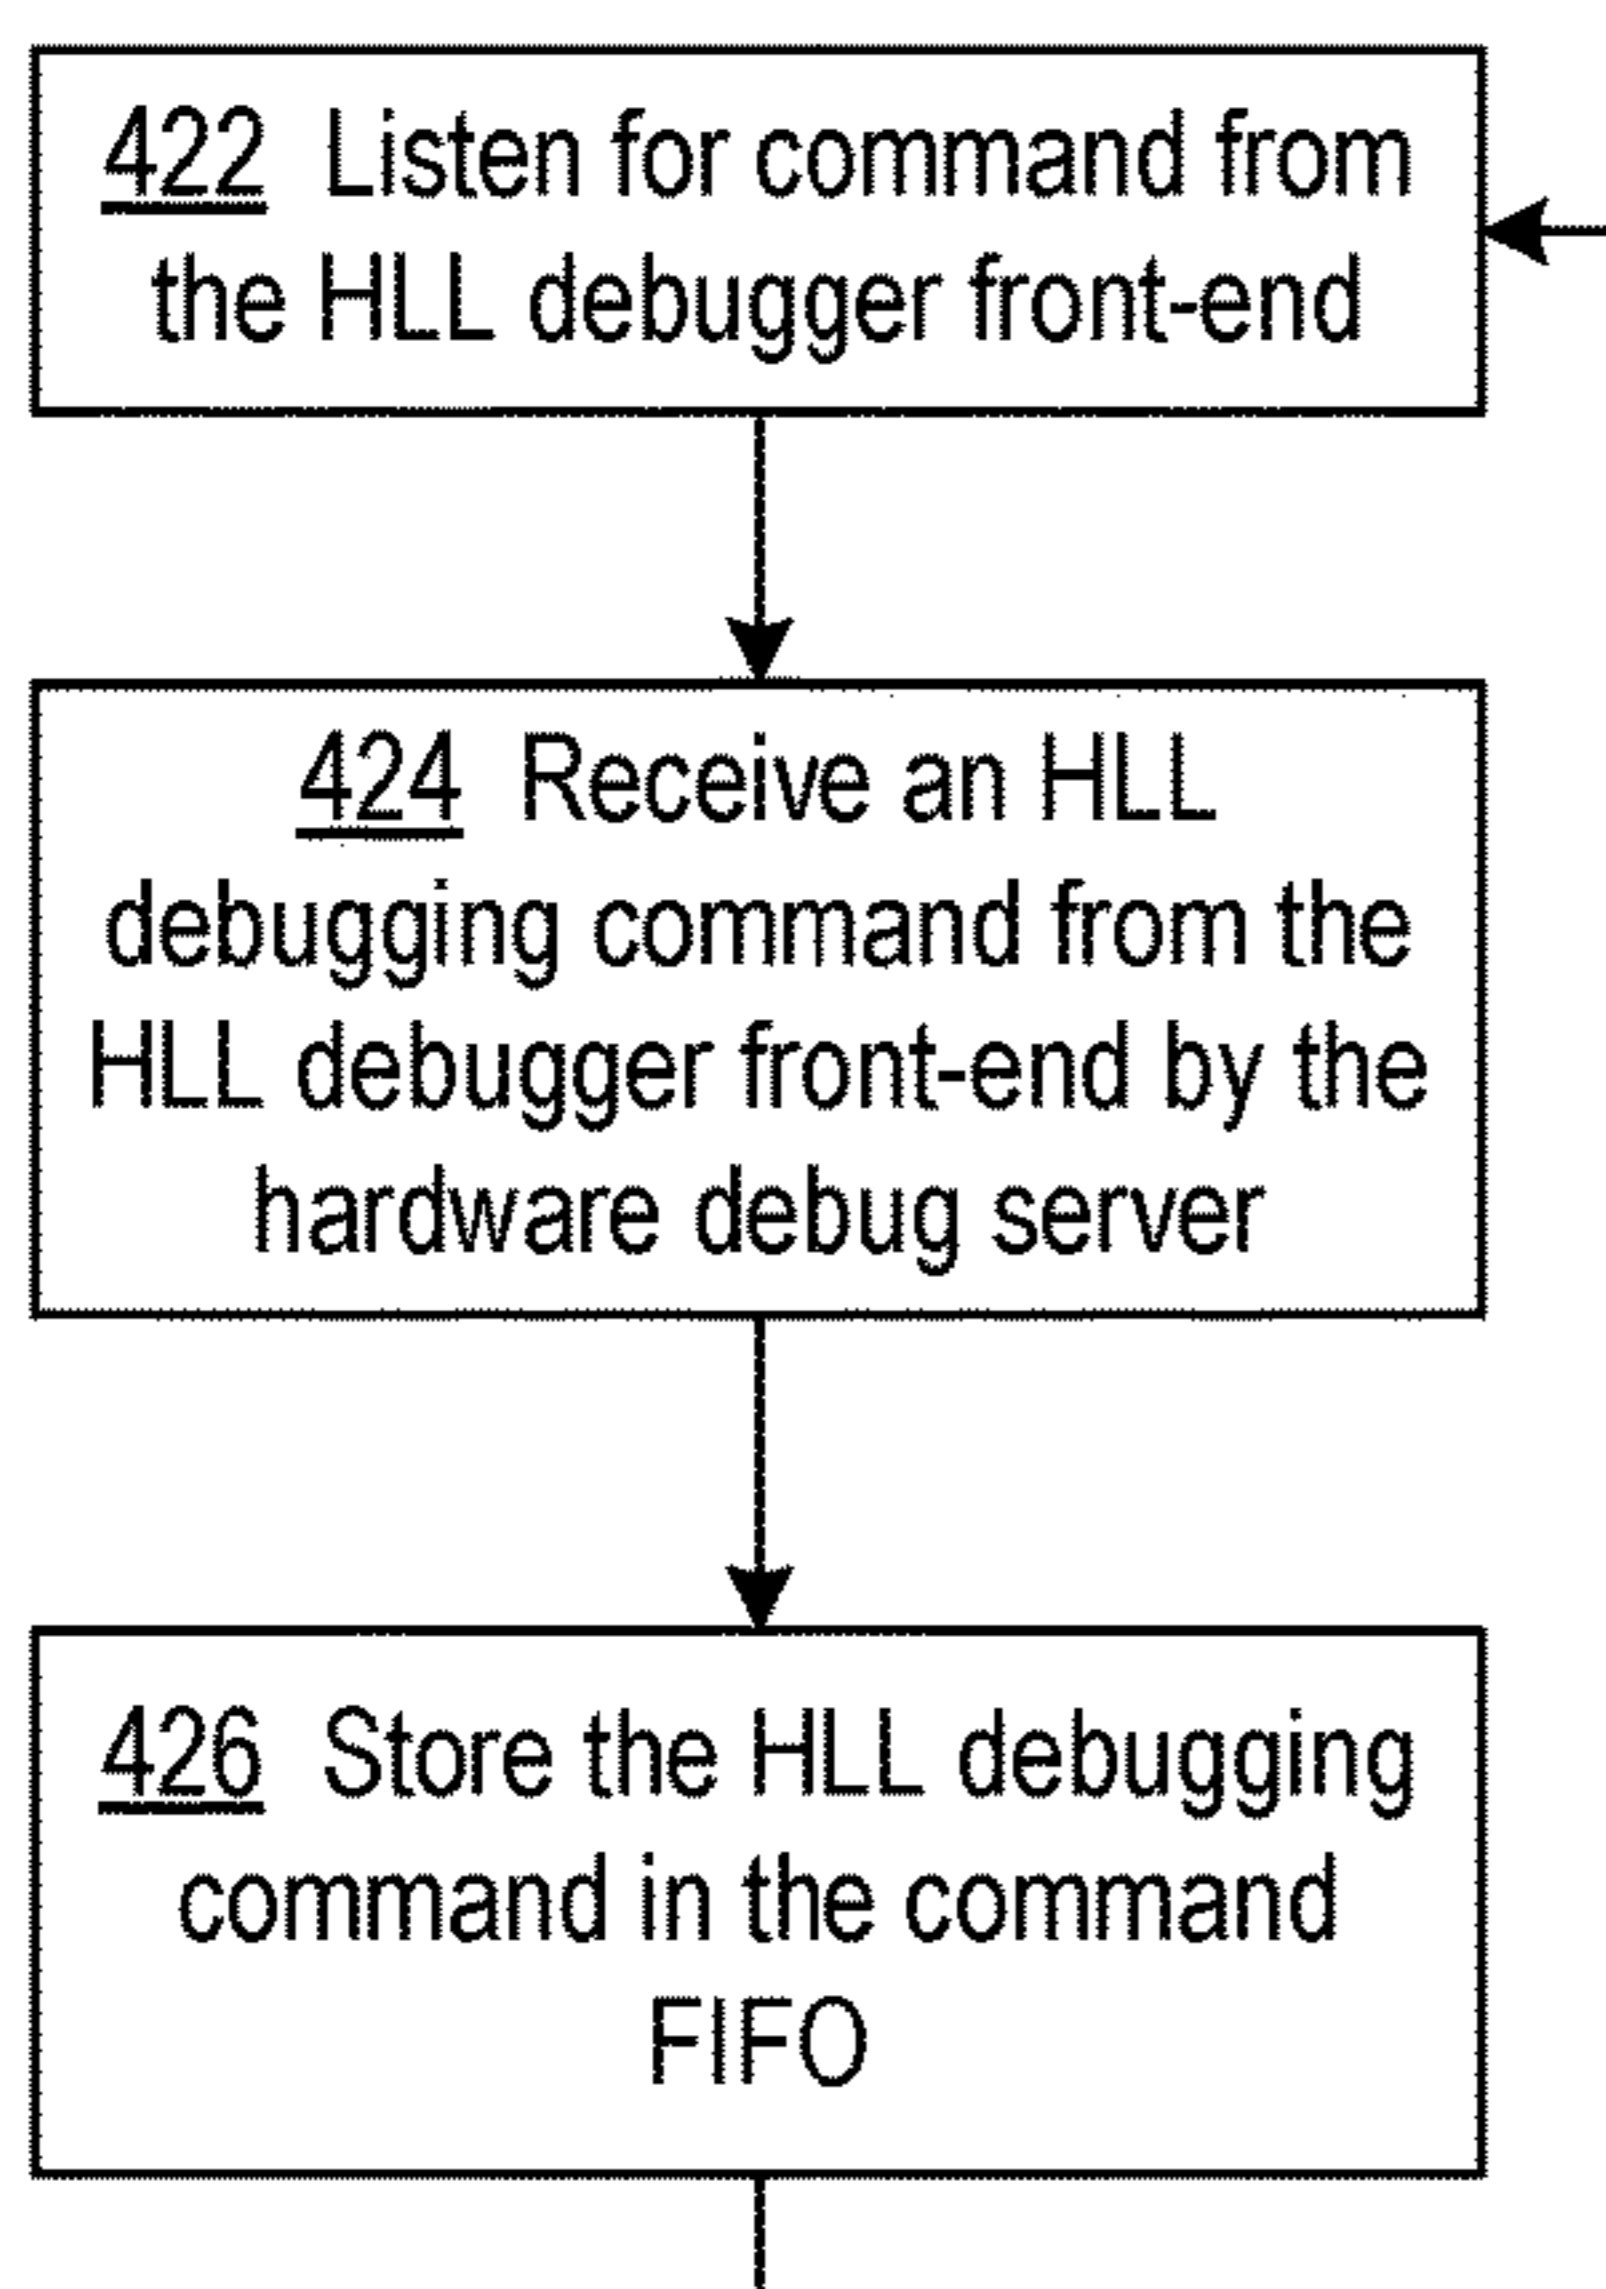 422 Listen for command from
the HLL debugger front-end
424 Receive an HLL
debugging command from the
HLL debugger front-end by the
hardware debug server
426 Store the HLL debugging
command in the command
FIFO